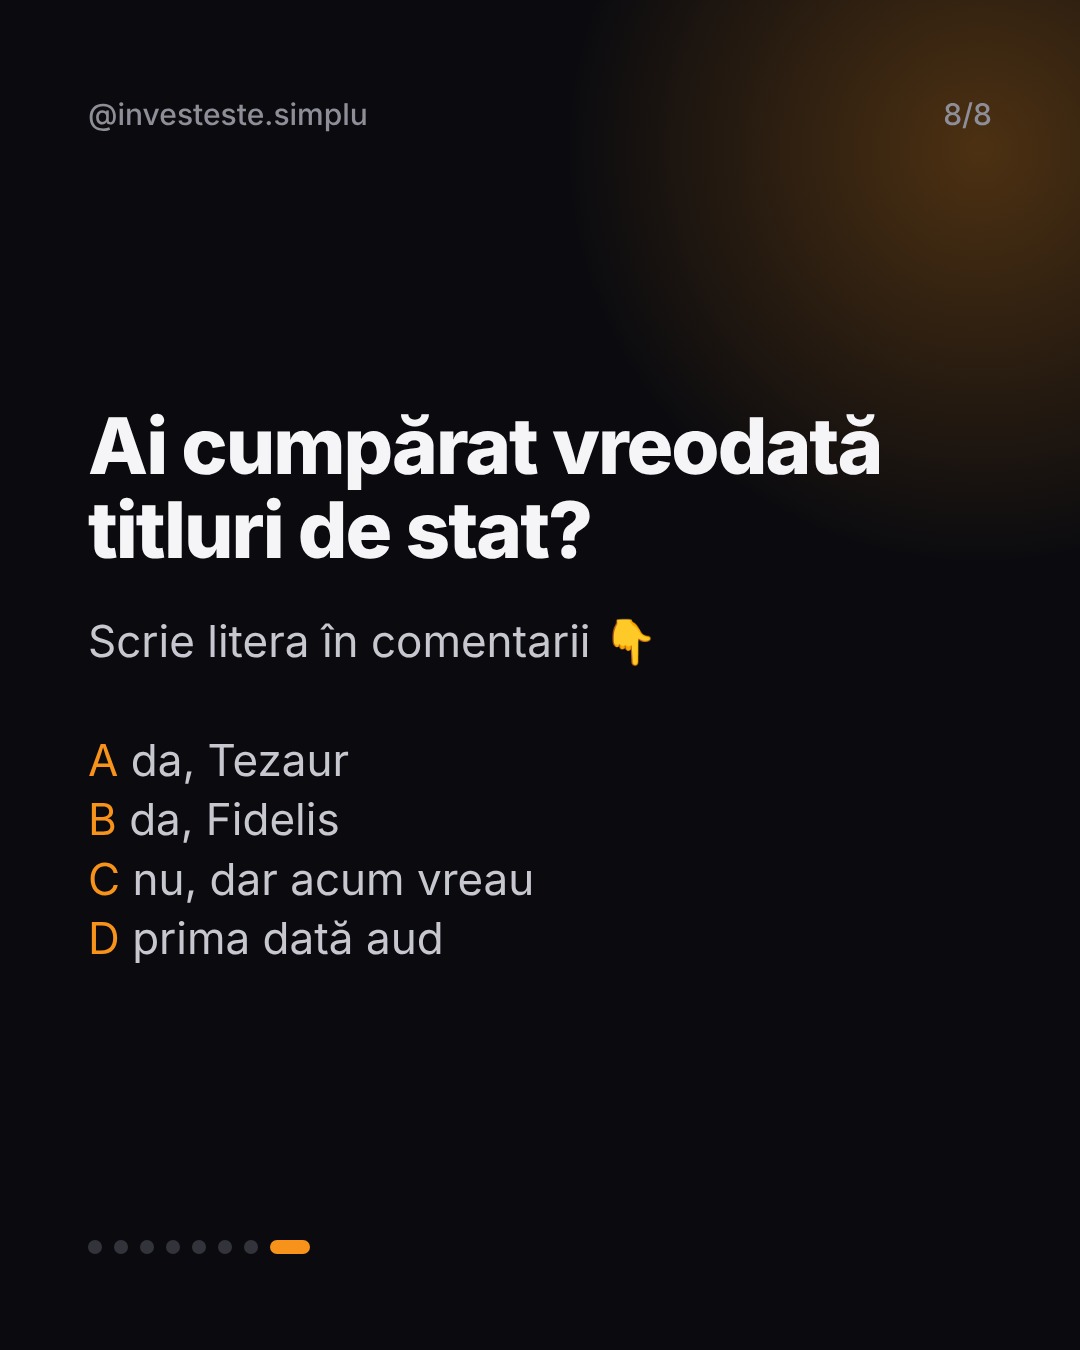 @investeste.simplu
8/8
Ai cumpărat vreodată
titluri de stat?
Scrie litera în comentarii 👇
A da, Tezaur
B da, Fidelis
C nu, dar acum vreau
D prima dată aud